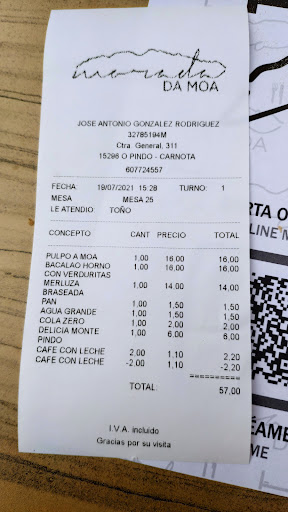 morada
DA MOA
JOSE ANTONIO GONZALEZ RODRIGUEZ
32785194M
Ctra. General, 311
15296 O PINDO - CARNOTA
607724557
FECHA 19/07/2021 15:28 TURNO: 1
MESA MESA 25
LE ATENDIO: TOÑO
CONCEPTO CANT PRECIO TOTAL
PULPO A MOA 1,00 16,00 16,00
BACALAO HORNO 1,00 16,00 16,00
CON VERDURITAS
MERLUZA 1,00 14,00 14,00
BRASEADA
PAN 1,00 1,50 1,50
AGUA GRANDE 1,00 1,50 1,50
COLA ZERO 1,00 2,00 2,00
DELICIA MONTE 1,00 6,00 6,00
PINDO
CAFE CON LECHE 2,00 1,10 2,20
CAFE CON LECHE -2,00 1,10 -2,20
==========
TOTAL: 57,00
I.V.A. incluido
Gracias por su visita
RTA O
LINE M
ÉAME
ME